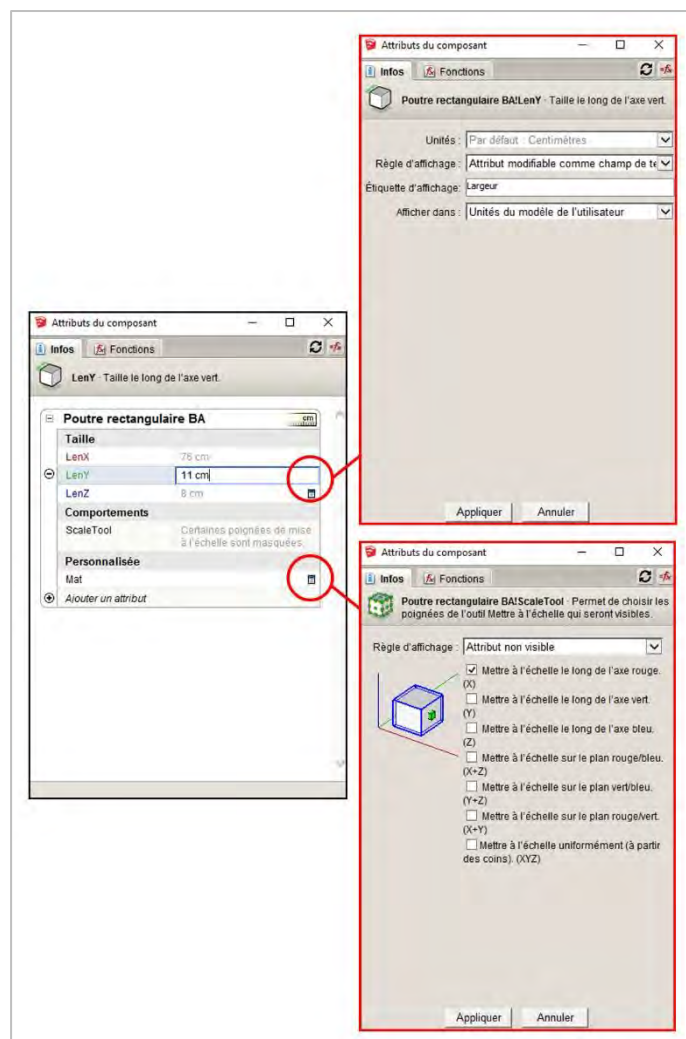 Attributs du composant
Infos
Fonctions
Poutre rectangulaire BA!LenY - Taille le long de l'axe vert.
Unités : Par défaut : Centimètres
Règle d'affichage : Attribut modifiable comme champ de te
Étiquette d'affichage: Largeur
Afficher dans : Unités du modèle de l'utilisateur
Appliquer
Annuler
Attributs du composant
Infos
Fonctions
LenY - Taille le long de l'axe vert.
Poutre rectangulaire BA
cm
Taille
LenX 76 cm
LenY 11 cm
LenZ 8 cm
Comportements
ScaleTool Certaines poignées de mise
à l'échelle sont masquées.
Personnalisée
Mat
Ajouter un attribut
Attributs du composant
Infos
Fonctions
Poutre rectangulaire BA!ScaleTool - Permet de choisir les
poignées de l'outil Mettre à l'échelle qui seront visibles.
Règle d'affichage : Attribut non visible
Mettre à l'échelle le long de l'axe rouge.
(X)
Mettre à l'échelle le long de l'axe vert.
(Y)
Mettre à l'échelle le long de l'axe bleu.
(Z)
Mettre à l'échelle sur le plan rouge/bleu.
(X+Z)
Mettre à l'échelle sur le plan vert/bleu.
(Y+Z)
Mettre à l'échelle sur le plan rouge/vert.
(X+Y)
Mettre à l'échelle uniformément (à partir
des coins). (XYZ)
Appliquer
Annuler